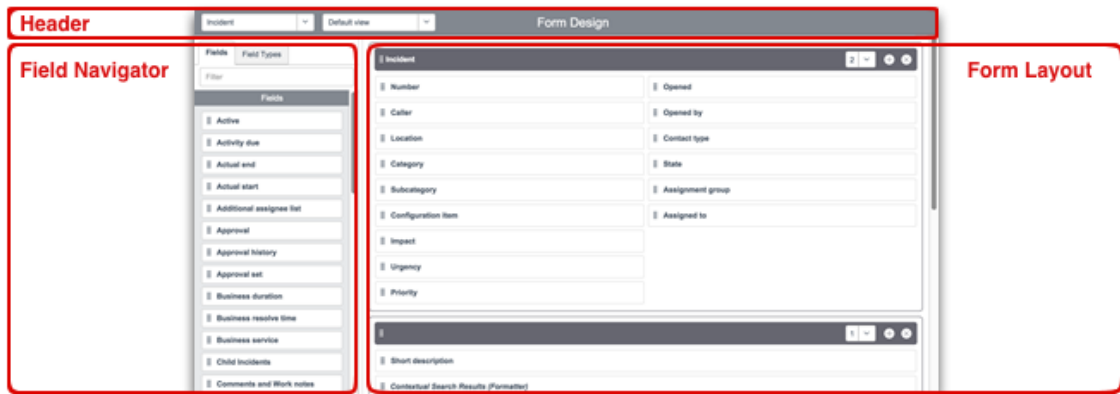 Header
Incident
Default view
Form Design
Field Navigator
Fields
Field Types
Filter
Fields
Active
Activity due
Actual end
Actual start
Additional assignee list
Approval
Approval history
Approval set
Business duration
Business resolve time
Business service
Child Incidents
Comments and Work notes
Form Layout
Incident
2
Number
Opened
Caller
Opened by
Location
Contact type
Category
State
Subcategory
Assignment group
Configuration item
Assigned to
Impact
Urgency
Priority
1
Short description
Contextual Search Results (Formatter)